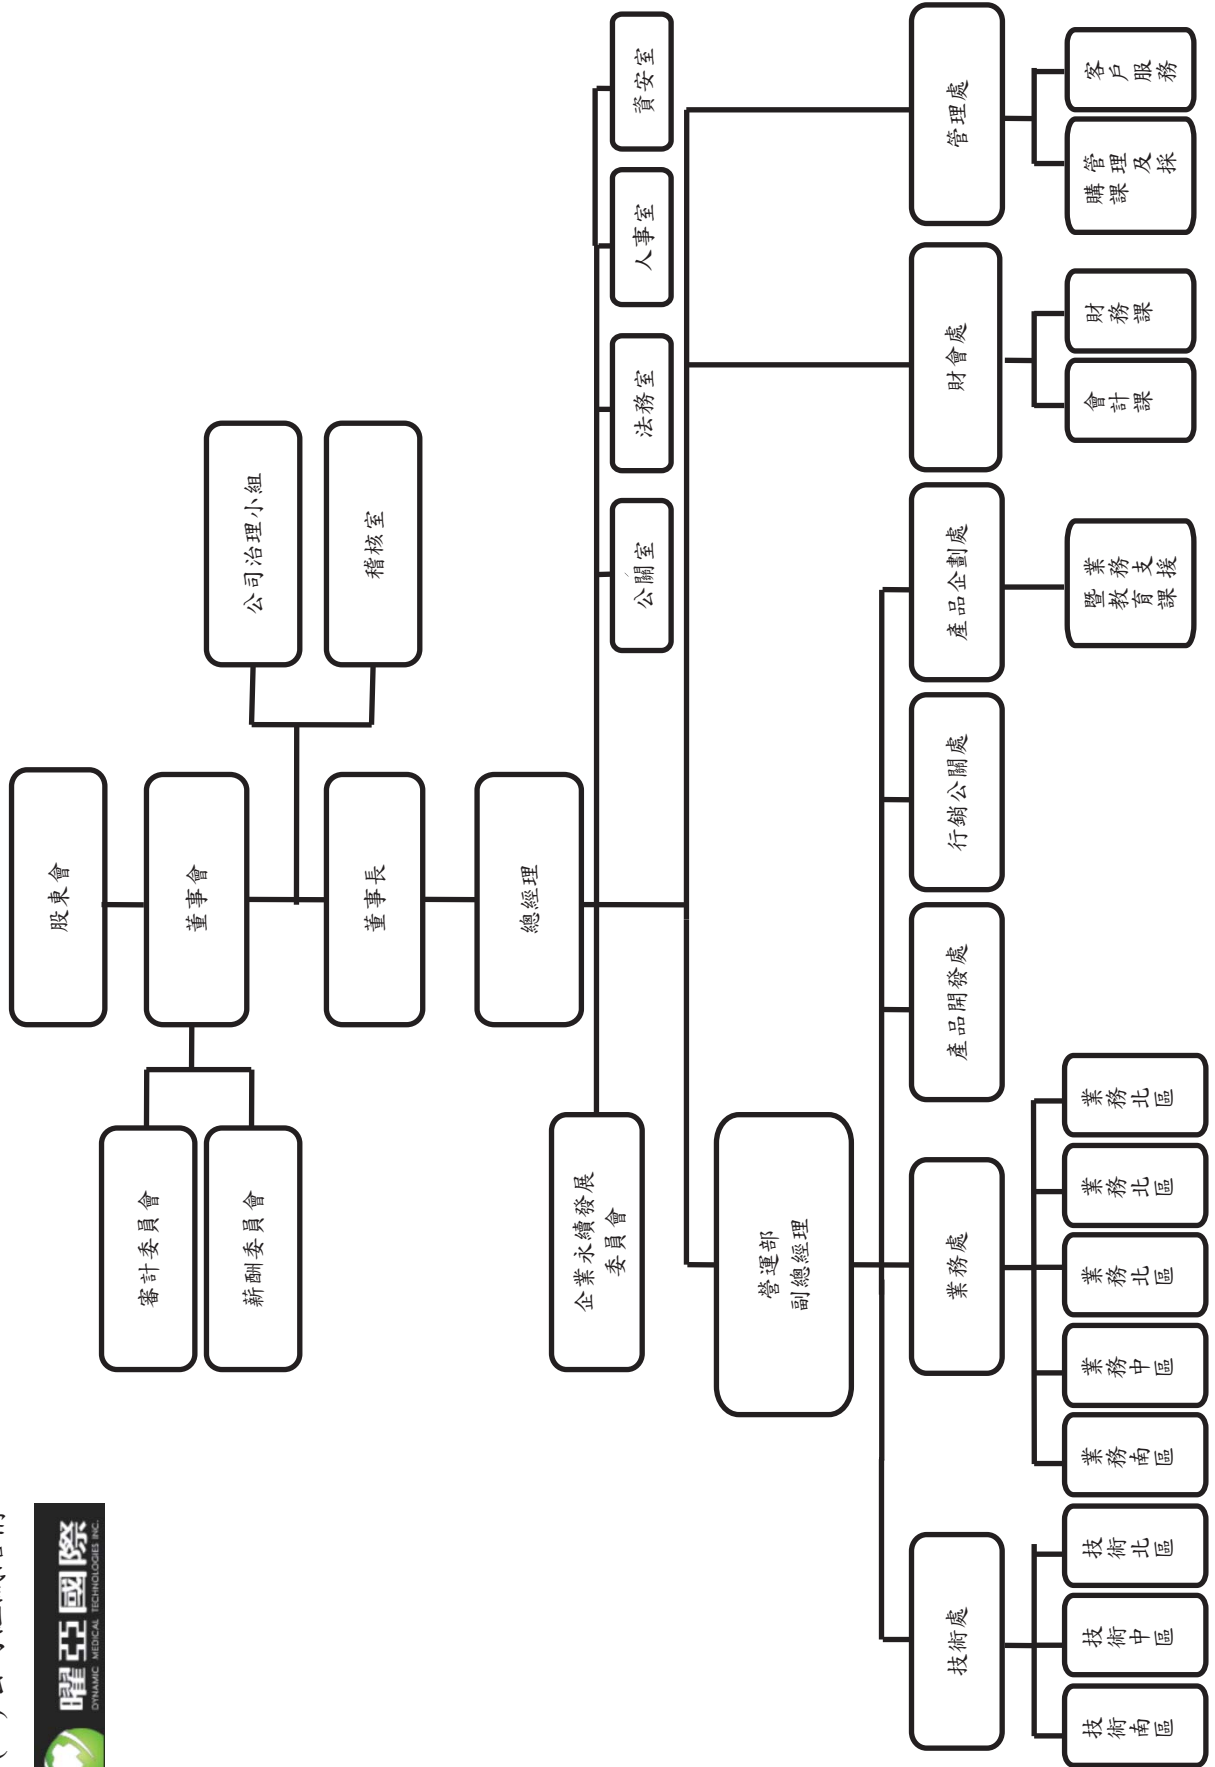 曜亞國際
DYNAMIC MEDICAL TECHNOLOGIES INC.
股東會
董事會
審計委員會
薪酬委員會
公司治理小組
稽核室
董事長
總經理
企業永續發展
委員會
公關室
法務室
人事室
資安室
營運部
副總經理
技術處
業務處
產品開發處
行銷公關處
產品企劃處
財會處
管理處
技術南區
技術中區
技術北區
業務南區
業務中區
業務北區
業務北區
業務北區
業務支援
暨教育課
會計課
財務課
管理及採
購課
客戶服務